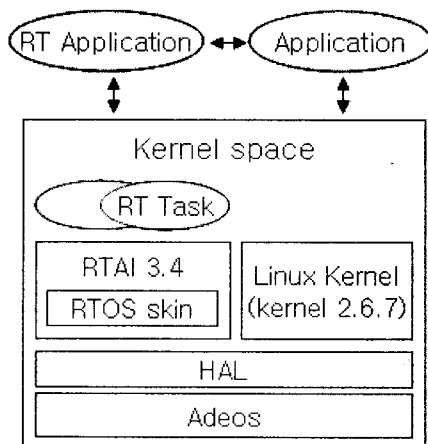 RT Application
Application
Kernel space
RT Task
RTAI 3.4
RTOS skin
Linux Kernel
(kernel 2.6.7)
HAL
Adeos